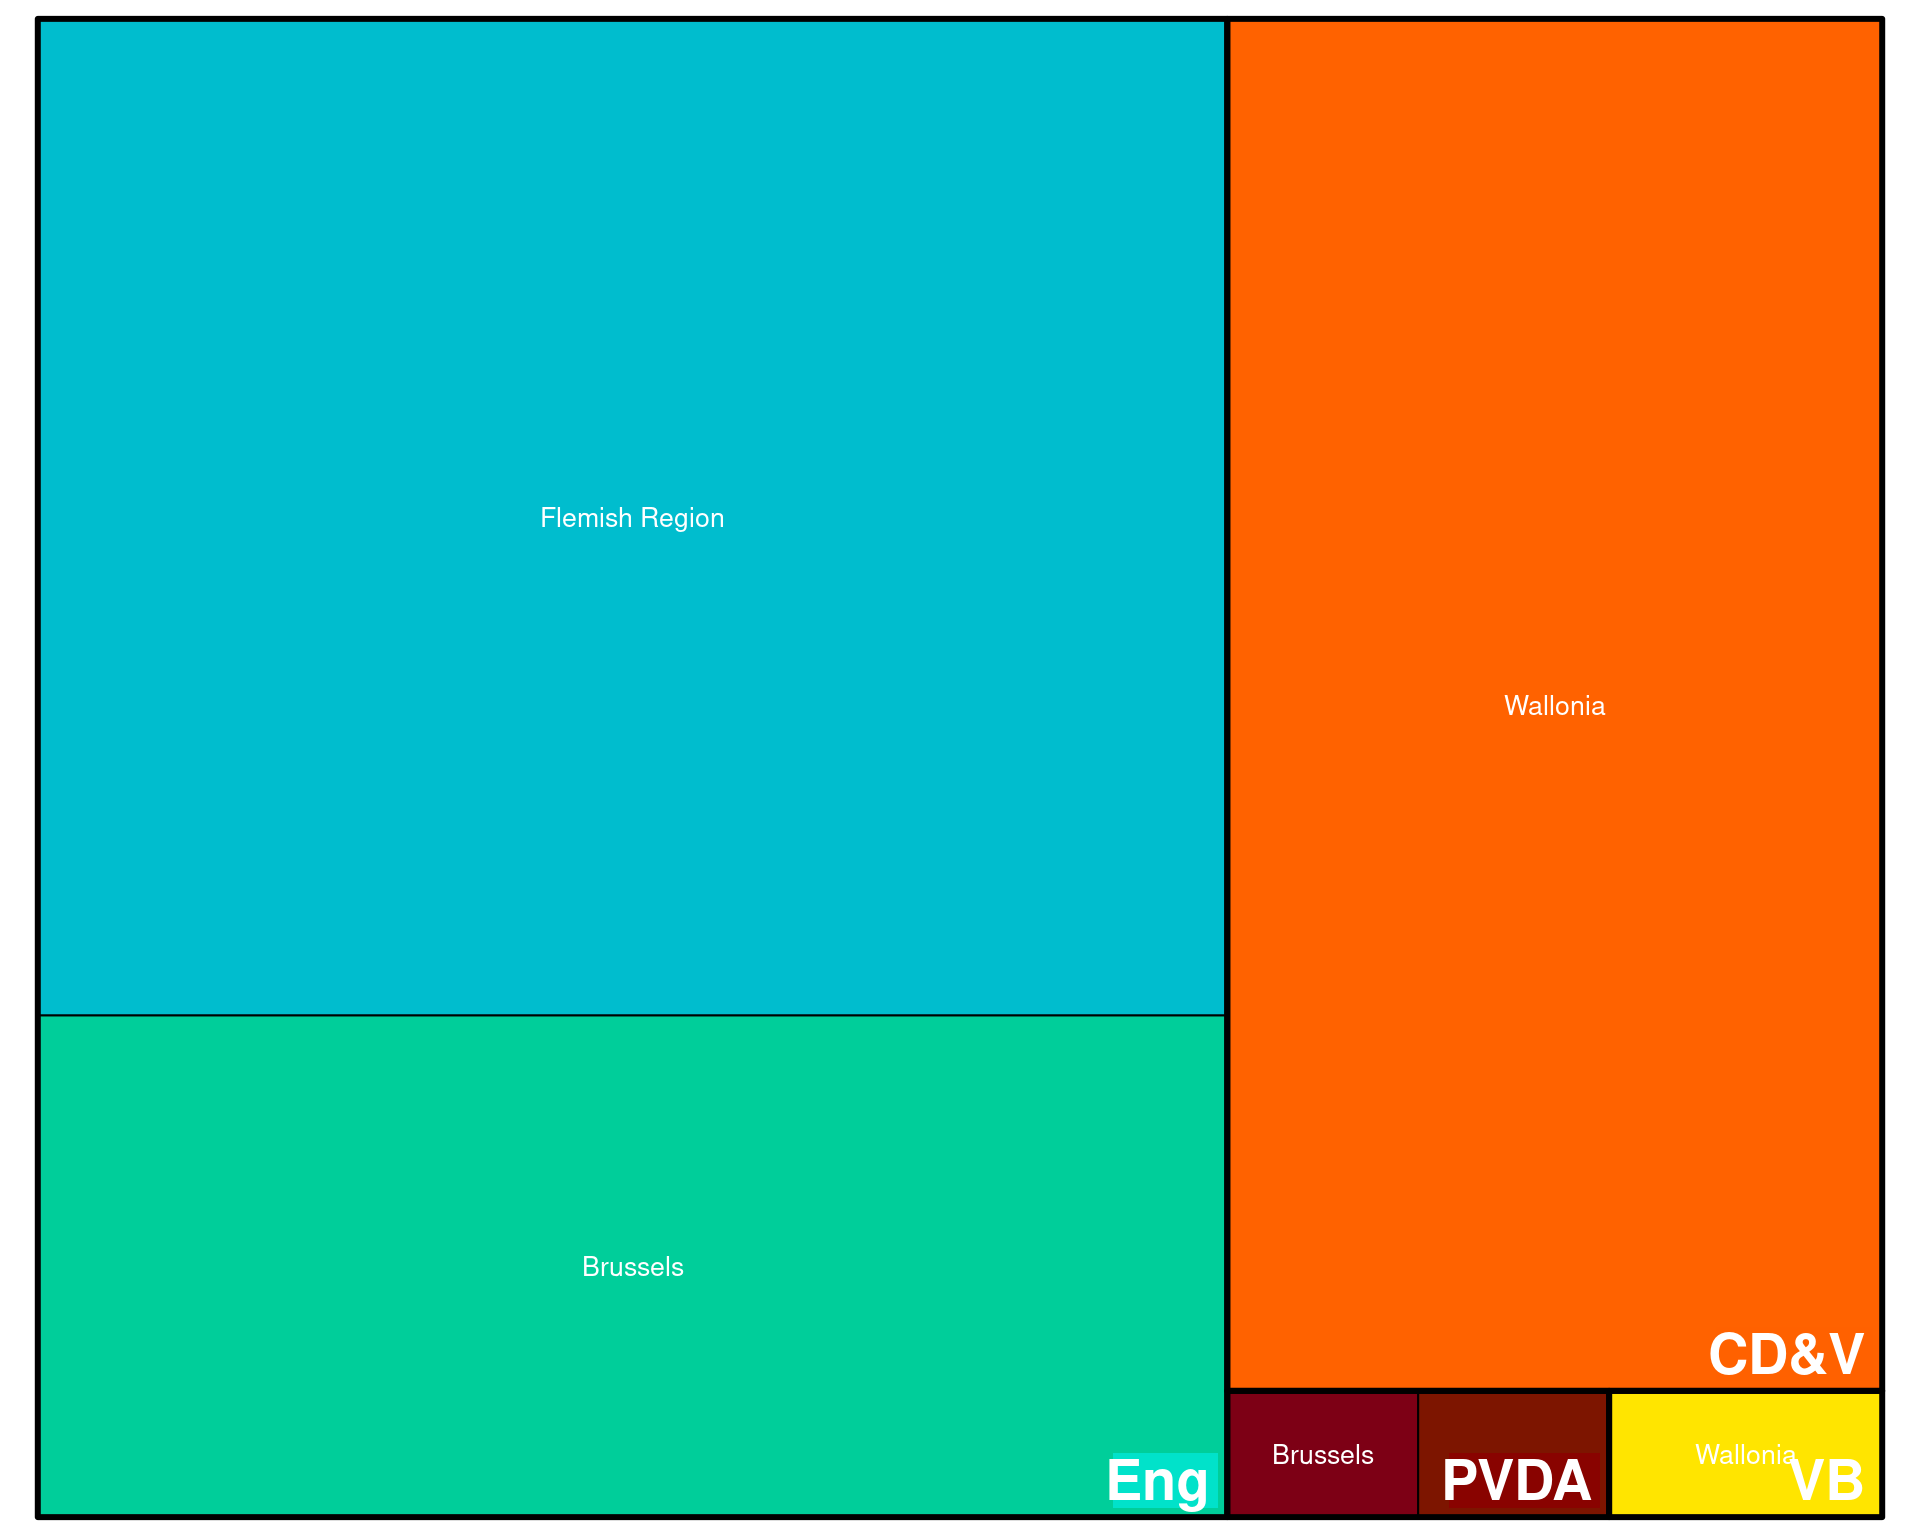 Flemish Region
Wallonia
Brussels
CD&V
Brussels
Wallonia
Eng
PVDA
VB